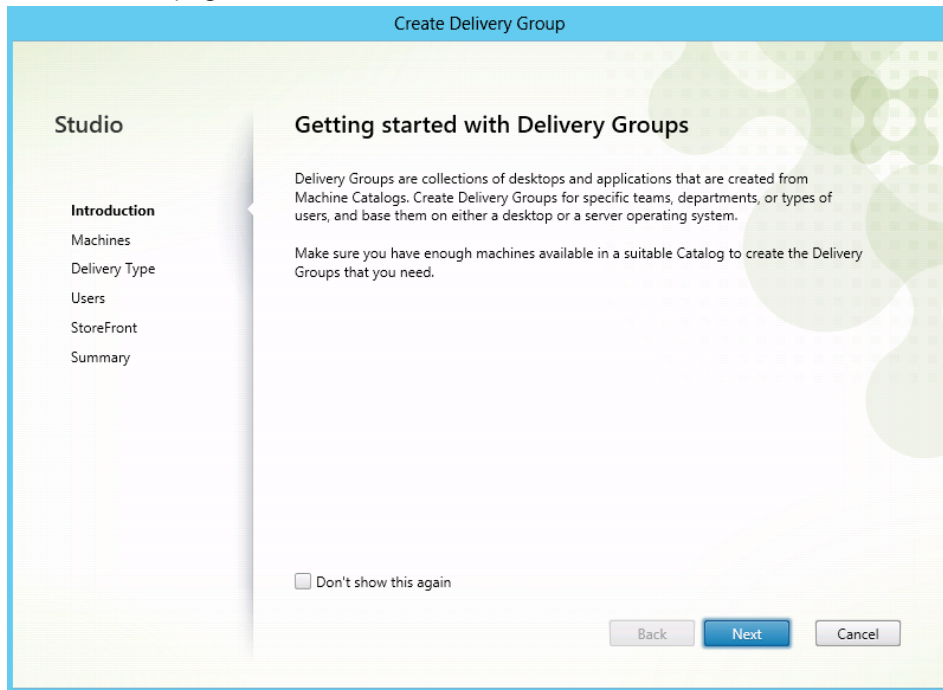 Create Delivery Group
Studio
Introduction
Machines
Delivery Type
Users
StoreFront
Summary
Getting started with Delivery Groups
Delivery Groups are collections of desktops and applications that are created from
Machine Catalogs. Create Delivery Groups for specific teams, departments, or types of
users, and base them on either a desktop or a server operating system.
Make sure you have enough machines available in a suitable Catalog to create the Delivery
Groups that you need.
Don't show this again
Back
Next
Cancel